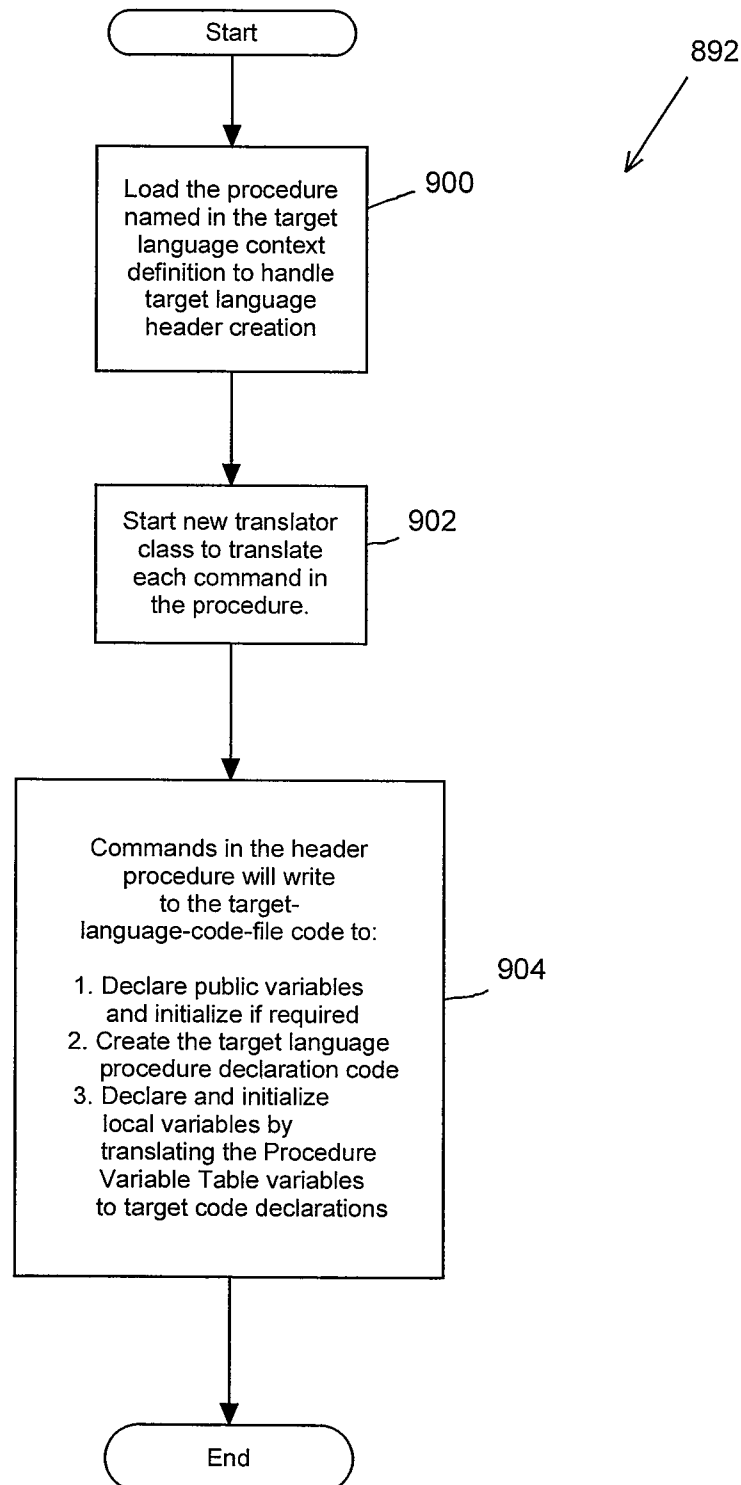 Start
892
Load the procedure
named in the target
language context
definition to handle
target language
header creation
900
Start new translator
class to translate
each command in
the procedure.
902
Commands in the header
procedure will write
to the target-
language-code-file code to:
1. Declare public variables
and initialize if required
2. Create the target language
procedure declaration code
3. Declare and initialize
local variables by
translating the Procedure
Variable Table variables
to target code declarations
904
End